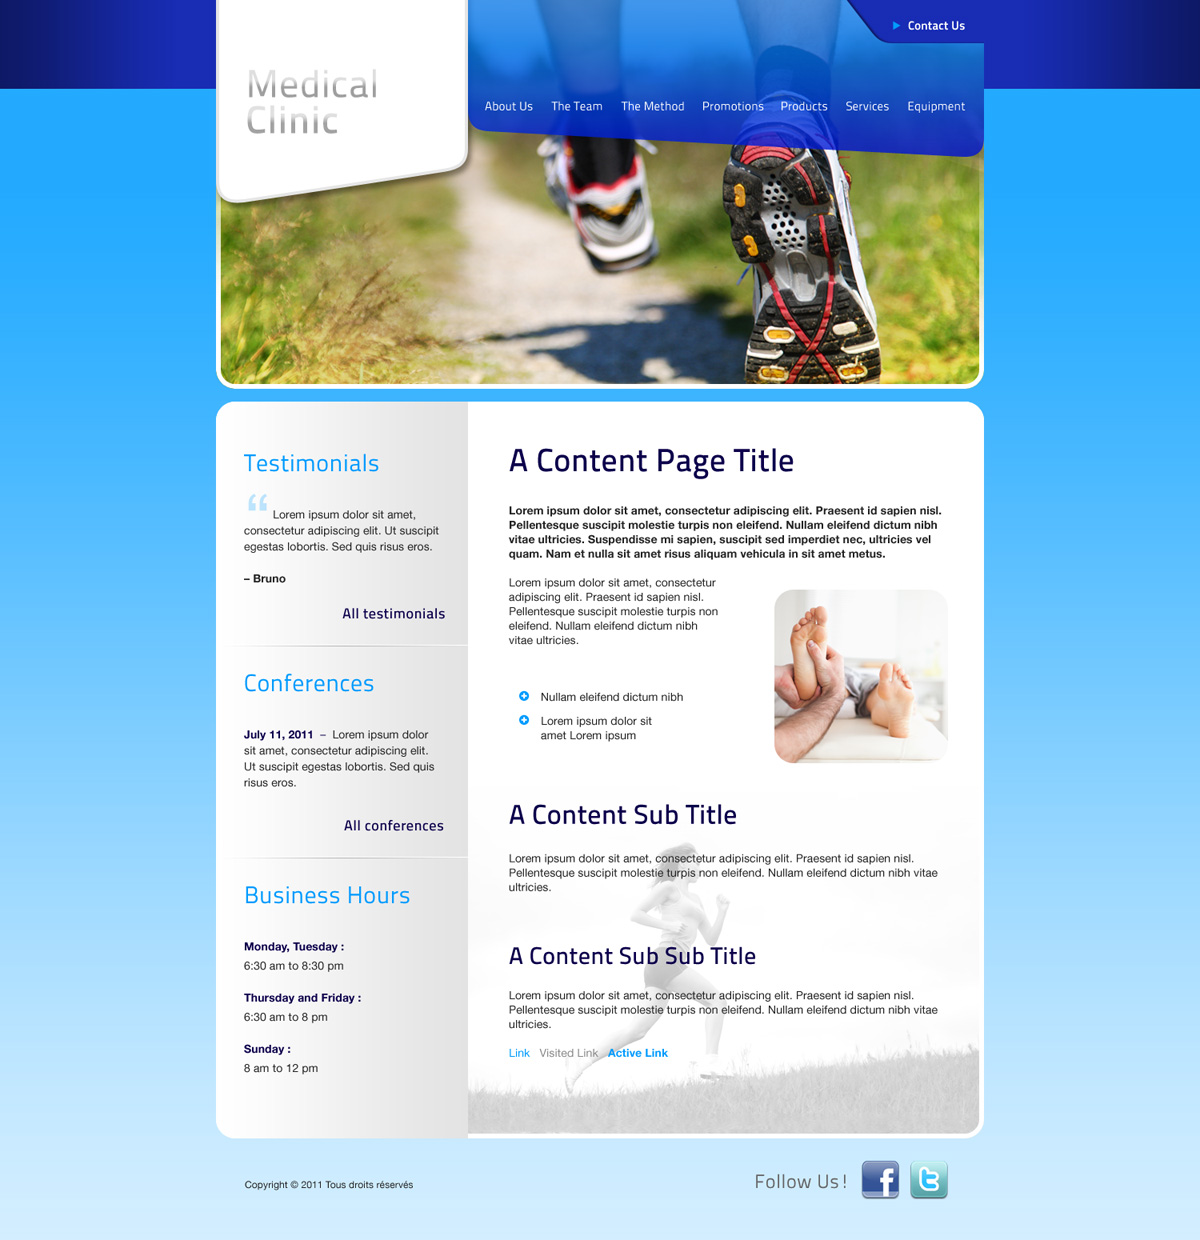 Contact Us
Medical
Clinic
About Us The Team The Method Promotions Products Services Equipment
Testimonials
“ Lorem ipsum dolor sit amet,
consectetur adipiscing elit. Ut suscipit
egestas lobortis. Sed quis risus eros.
– Bruno
All testimonials
Conferences
July 11, 2011 – Lorem ipsum dolor
sit amet, consectetur adipiscing elit.
Ut suscipit egestas lobortis. Sed quis
risus eros.
All conferences
Business Hours
Monday, Tuesday :
6:30 am to 8:30 pm
Thursday and Friday :
6:30 am to 8 pm
Sunday :
8 am to 12 pm
A Content Page Title
Lorem ipsum dolor sit amet, consectetur adipiscing elit. Praesent id sapien nisl.
Pellentesque suscipit molestie turpis non eleifend. Nullam eleifend dictum nibh
vitae ultricies. Suspendisse mi sapien, suscipit sed imperdiet nec, ultricies vel
quam. Nam et nulla sit amet risus aliquam vehicula in sit amet metus.
Lorem ipsum dolor sit amet, consectetur
adipiscing elit. Praesent id sapien nisl.
Pellentesque suscipit molestie turpis non
eleifend. Nullam eleifend dictum nibh
vitae ultricies.
Nullam eleifend dictum nibh
Lorem ipsum dolor sit
amet Lorem ipsum
A Content Sub Title
Lorem ipsum dolor sit amet, consectetur adipiscing elit. Praesent id sapien nisl.
Pellentesque suscipit molestie turpis non eleifend. Nullam eleifend dictum nibh vitae
ultricies.
A Content Sub Sub Title
Lorem ipsum dolor sit amet, consectetur adipiscing elit. Praesent id sapien nisl.
Pellentesque suscipit molestie turpis non eleifend. Nullam eleifend dictum nibh vitae
ultricies.
Link Visited Link Active Link
Copyright © 2011 Tous droits réservés
Follow Us !
f
t